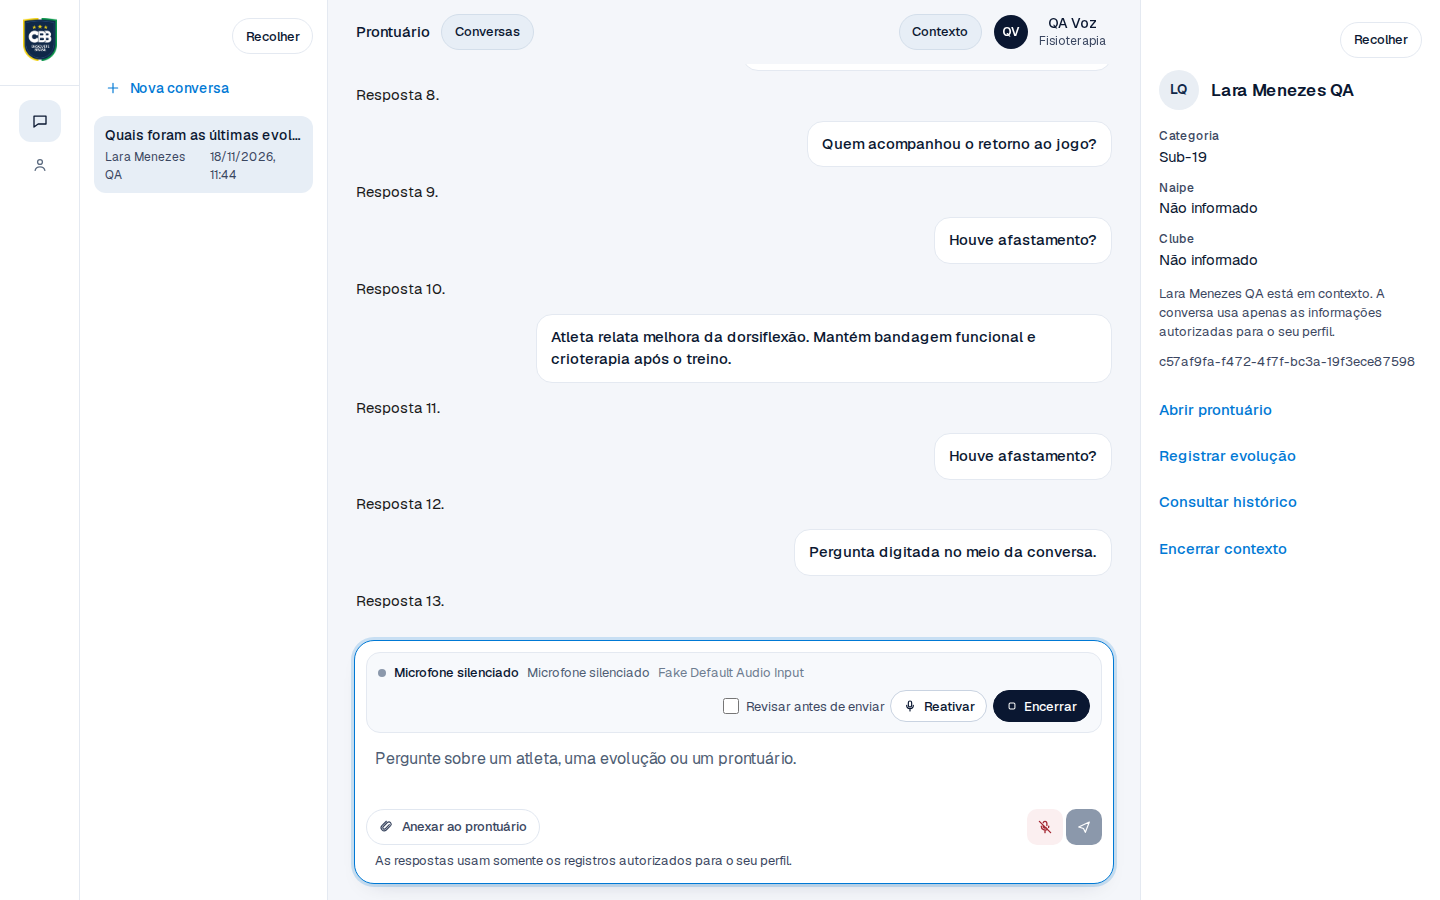 CBB
Recolher
Nova conversa
Quais foram as últimas evol...
Lara Menezes QA
18/11/2026, 11:44
Prontuário
Conversas
Contexto
QV
QA Voz
Fisioterapia
Resposta 8.
Quem acompanhou o retorno ao jogo?
Resposta 9.
Houve afastamento?
Resposta 10.
Atleta relata melhora da dorsiflexão. Mantém bandagem funcional e
crioterapia após o treino.
Resposta 11.
Houve afastamento?
Resposta 12.
Pergunta digitada no meio da conversa.
Resposta 13.
Microfone silenciado Microfone silenciado Fake Default Audio Input
Revisar antes de enviar
Reativar
Encerrar
Pergunte sobre um atleta, uma evolução ou um prontuário.
Anexar ao prontuário
As respostas usam somente os registros autorizados para o seu perfil.
Recolher
LQ
Lara Menezes QA
Categoria
Sub-19
Naipe
Não informado
Clube
Não informado
Lara Menezes QA está em contexto. A
conversa usa apenas as informações
autorizadas para o seu perfil.
c57af9fa-f472-4f7f-bc3a-19f3ece87598
Abrir prontuário
Registrar evolução
Consultar histórico
Encerrar contexto